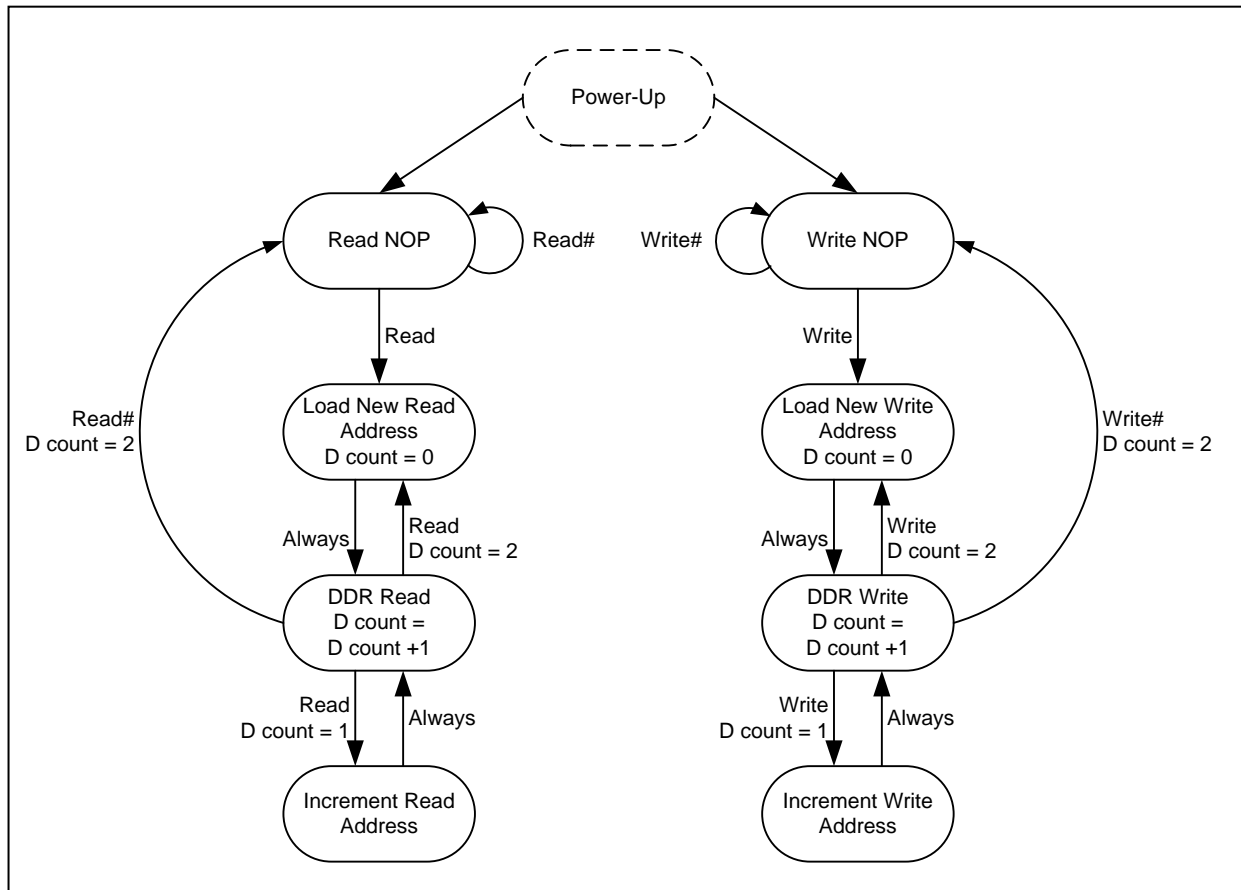 Power-Up
Read NOP
Read#
Write#
Write NOP
Read
Write
Load New Read
Address
D count = 0
Load New Write
Address
D count = 0
Read#
D count = 2
Write#
D count = 2
Always
Read
D count = 2
Always
Write
D count = 2
DDR Read
D count =
D count +1
DDR Write
D count =
D count +1
Read
D count = 1
Always
Write
D count = 1
Always
Increment Read
Address
Increment Write
Address